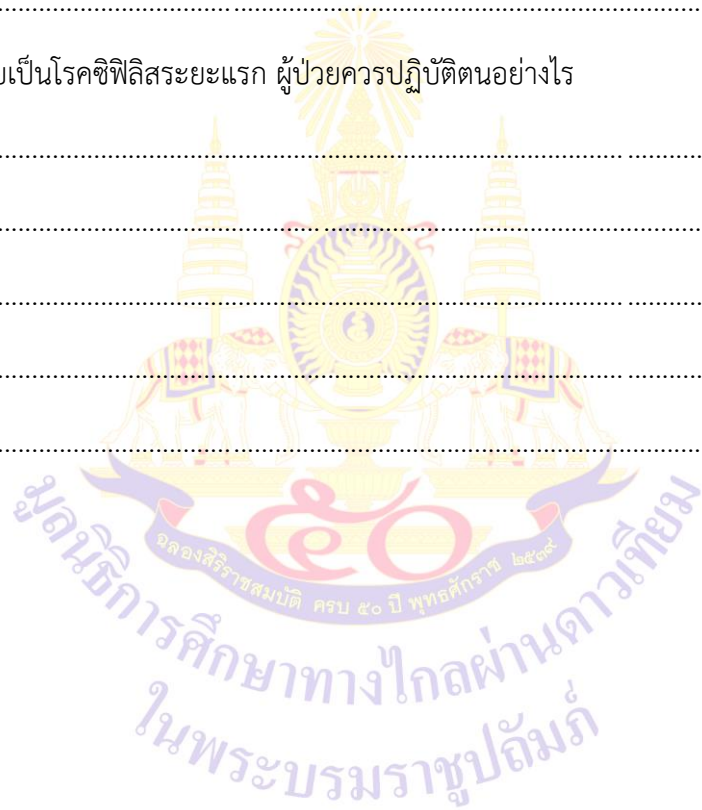 บเป็นโรคซิฟิลิสระยะแรก ผู้ป่วยควรปฏิบัติตนอย่างไร
ฉลองสิริราชสมบัติ ครบ ๕๐ ปี พุทธศักราช ๒๕๓๙
๕๐
มูลนิธิการศึกษาทางไกลผ่านดาวเทียม
ในพระบรมราชูปถัมภ์